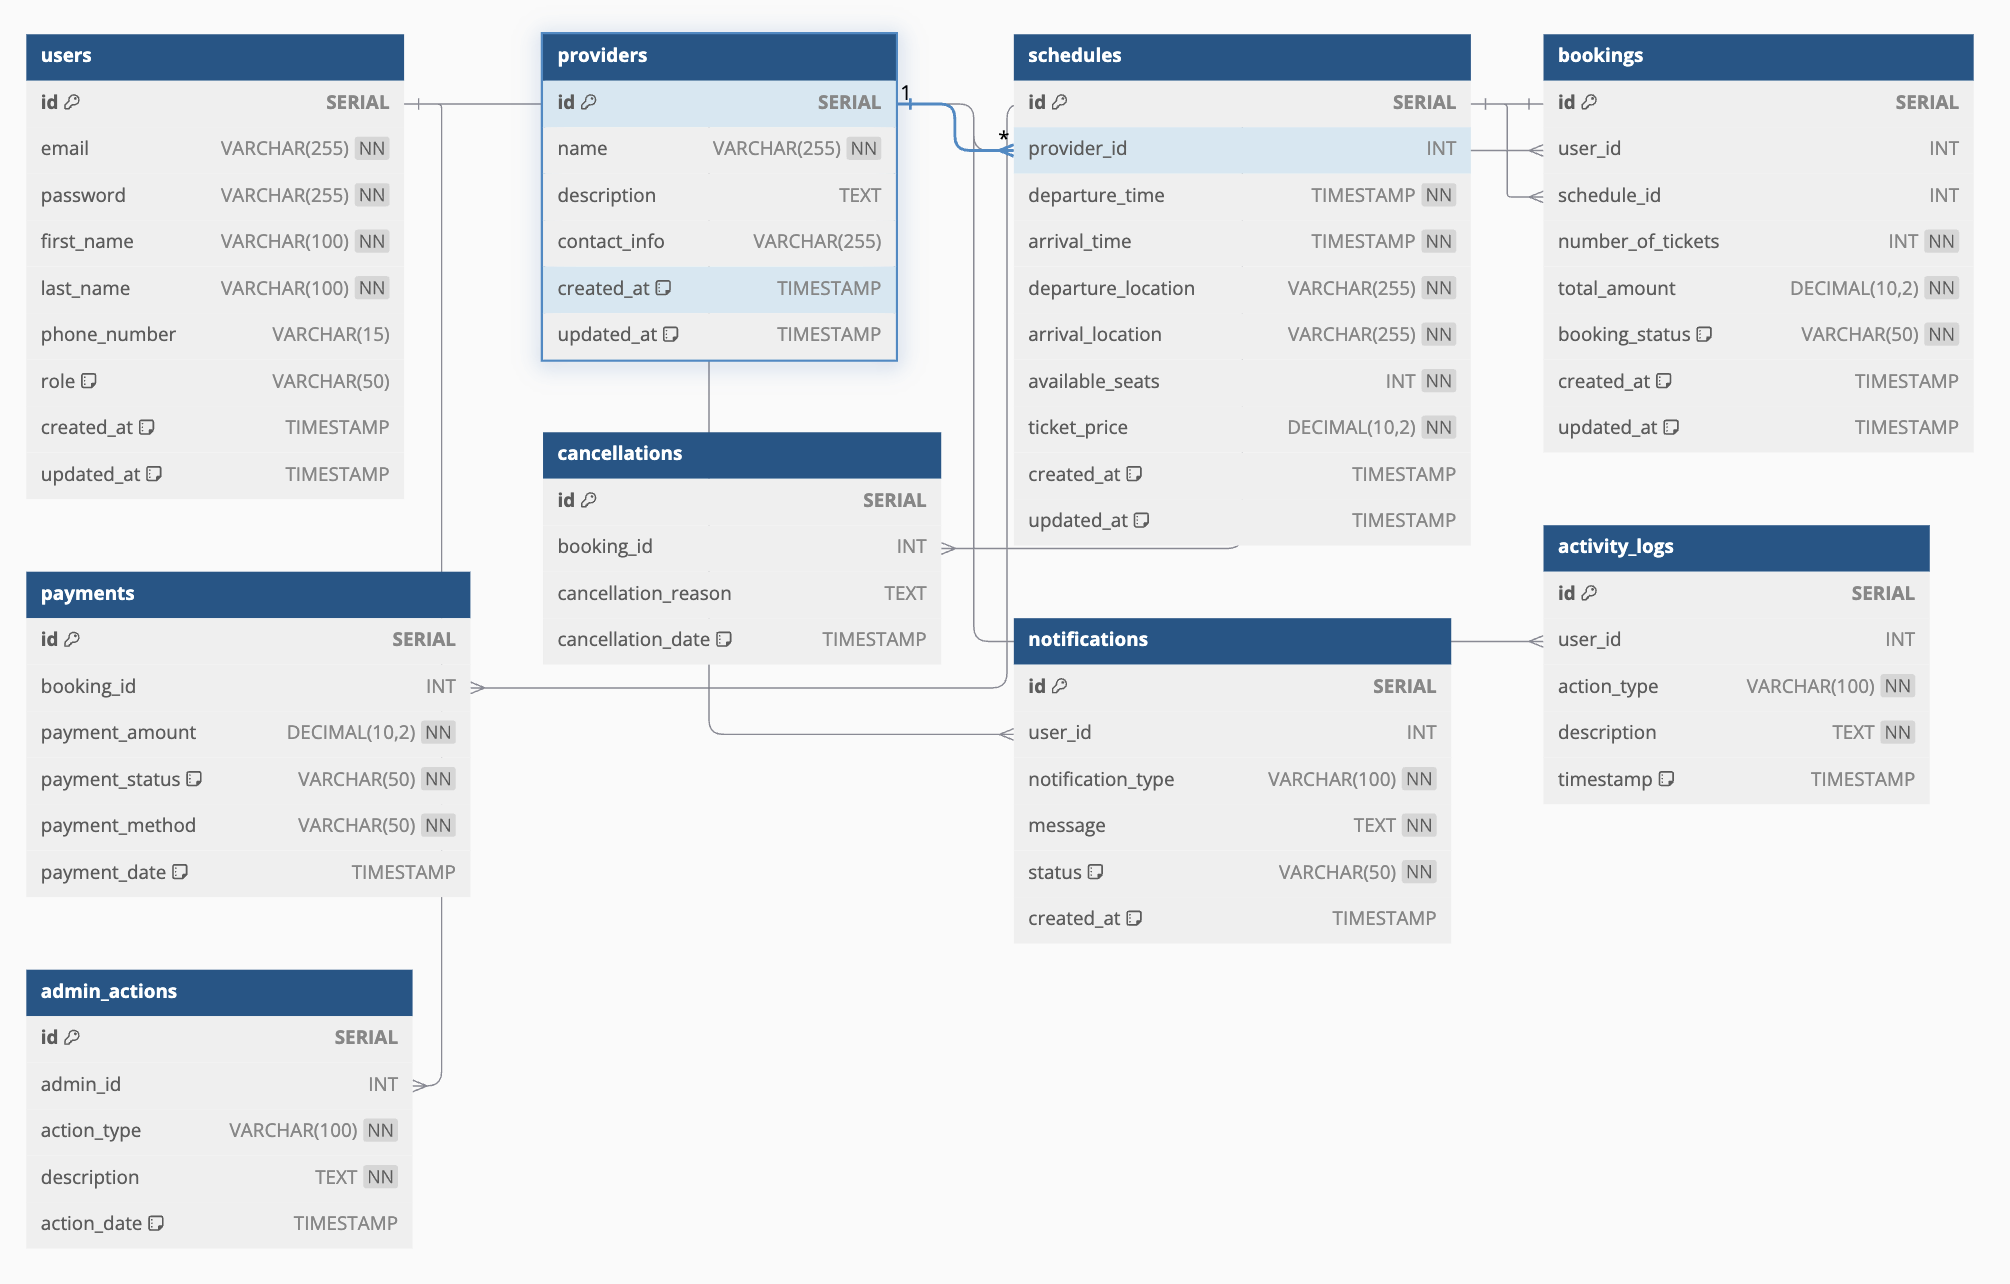 users
id SERIAL
email VARCHAR(255) NN
password VARCHAR(255) NN
first_name VARCHAR(100) NN
last_name VARCHAR(100) NN
phone_number VARCHAR(15)
role VARCHAR(50)
created_at TIMESTAMP
updated_at TIMESTAMP
providers
id SERIAL
name VARCHAR(255) NN
description TEXT
contact_info VARCHAR(255)
created_at TIMESTAMP
updated_at TIMESTAMP
1
*
schedules
id SERIAL
provider_id INT
departure_time TIMESTAMP NN
arrival_time TIMESTAMP NN
departure_location VARCHAR(255) NN
arrival_location VARCHAR(255) NN
available_seats INT NN
ticket_price DECIMAL(10,2) NN
created_at TIMESTAMP
updated_at TIMESTAMP
bookings
id SERIAL
user_id INT
schedule_id INT
number_of_tickets INT NN
total_amount DECIMAL(10,2) NN
booking_status VARCHAR(50) NN
created_at TIMESTAMP
updated_at TIMESTAMP
cancellations
id SERIAL
booking_id INT
cancellation_reason TEXT
cancellation_date TIMESTAMP
activity_logs
id SERIAL
user_id INT
action_type VARCHAR(100) NN
description TEXT NN
timestamp TIMESTAMP
payments
id SERIAL
booking_id INT
payment_amount DECIMAL(10,2) NN
payment_status VARCHAR(50) NN
payment_method VARCHAR(50) NN
payment_date TIMESTAMP
notifications
id SERIAL
user_id INT
notification_type VARCHAR(100) NN
message TEXT NN
status VARCHAR(50) NN
created_at TIMESTAMP
admin_actions
id SERIAL
admin_id INT
action_type VARCHAR(100) NN
description TEXT NN
action_date TIMESTAMP